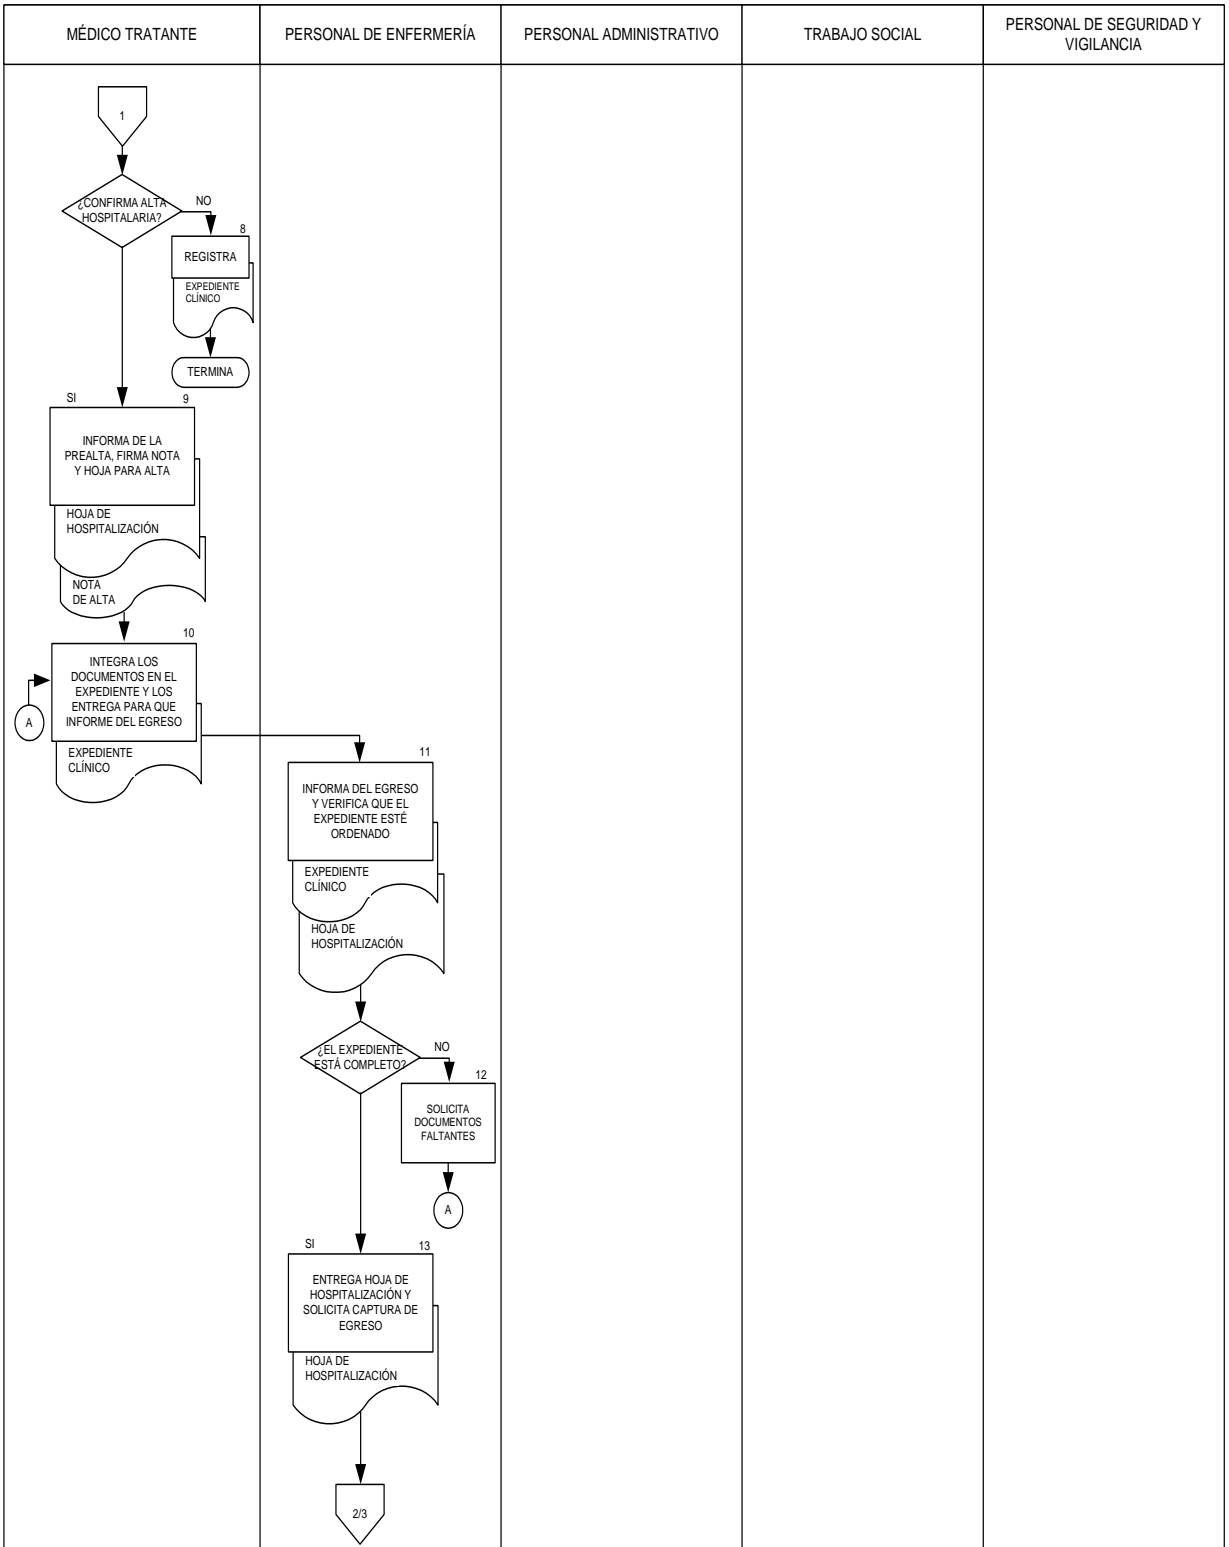 MÉDICO TRATANTE
PERSONAL DE ENFERMERÍA
PERSONAL ADMINISTRATIVO
TRABAJO SOCIAL
PERSONAL DE SEGURIDAD Y
VIGILANCIA
1
¿CONFIRMA ALTA
HOSPITALARIA?
NO
8
REGISTRA
EXPEDIENTE
CLÍNICO
TERMINA
SI
9
INFORMA DE LA
PREALTA, FIRMA NOTA
Y HOJA PARA ALTA
HOJA DE
HOSPITALIZACIÓN
NOTA
DE ALTA
10
INTEGRA LOS
DOCUMENTOS EN EL
EXPEDIENTE Y LOS
ENTREGA PARA QUE
INFORME DEL EGRESO
A
EXPEDIENTE
CLÍNICO
11
INFORMA DEL EGRESO
Y VERIFICA QUE EL
EXPEDIENTE ESTÉ
ORDENADO
EXPEDIENTE
CLÍNICO
HOJA DE
HOSPITALIZACIÓN
¿EL EXPEDIENTE
ESTÁ COMPLETO?
NO
12
SOLICITA
DOCUMENTOS
FALTANTES
A
SI
13
ENTREGA HOJA DE
HOSPITALIZACIÓN Y
SOLICITA CAPTURA DE
EGRESO
HOJA DE
HOSPITALIZACIÓN
2/3